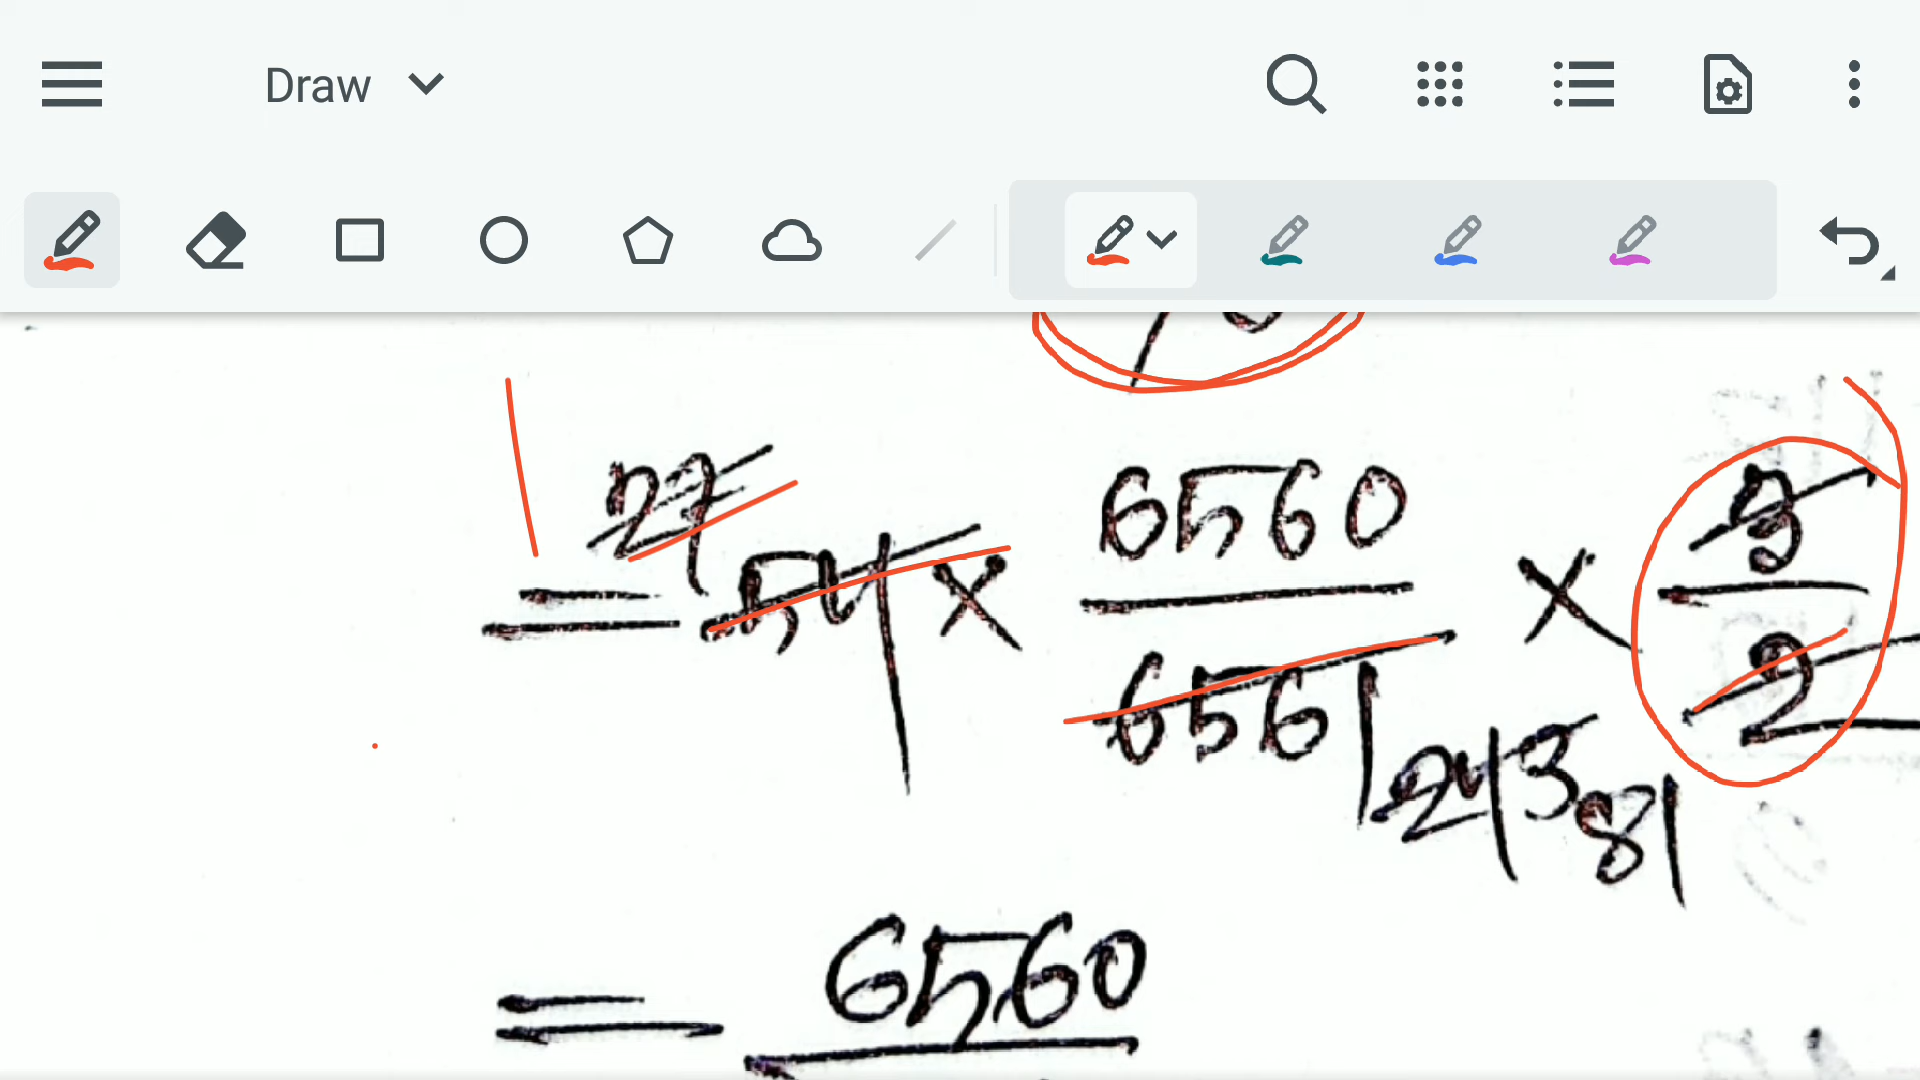 Draw
27
= 54 × 6560/6561 × 3/2
243 81
= 6560